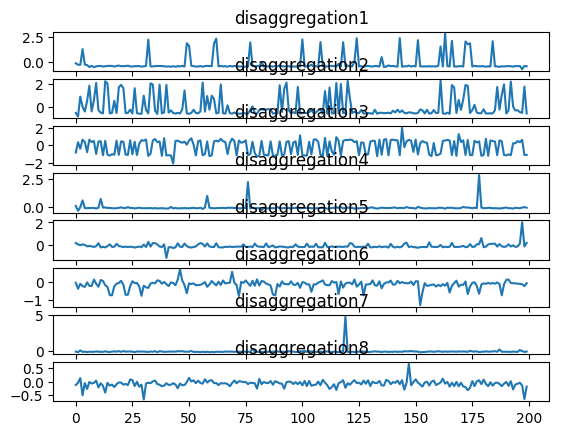 disaggregation1
2.5
0.0
disaggregation2
2
0
disaggregation3
2
0
−2
disaggregation4
2.5
0.0
disaggregation5
2
0
disaggregation6
0
−1
disaggregation7
5
0
disaggregation8
0.5
0.0
−0.5
0 25 50 75 100 125 150 175 200